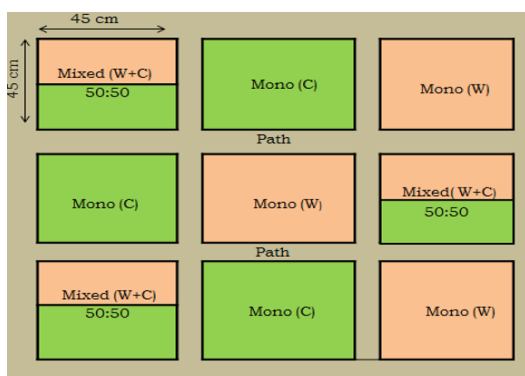 45 cm
45 cm
Mixed (W+C)
50:50
Mono (C)
Mono (W)
Path
Mono (C)
Mono (W)
Mixed( W+C)
50:50
Path
Mixed (W+C)
50:50
Mono (C)
Mono (W)